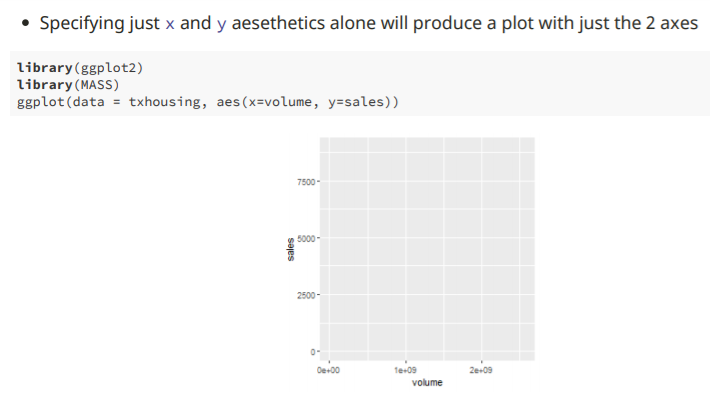 • Specifying just x and y aesethetics alone will produce a plot with just the 2 axes
library(ggplot2)
library(MASS)
ggplot(data = txhousing, aes(x=volume, y=sales))
7500
5000
2500
0
sales
0e+00 1e+09 2e+09
volume